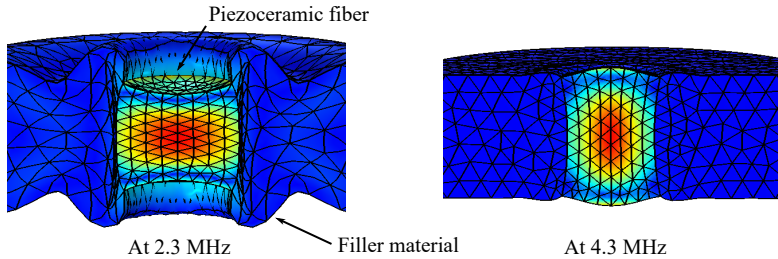 Piezoceramic fiber
Filler material
At 2.3 MHz
At 4.3 MHz